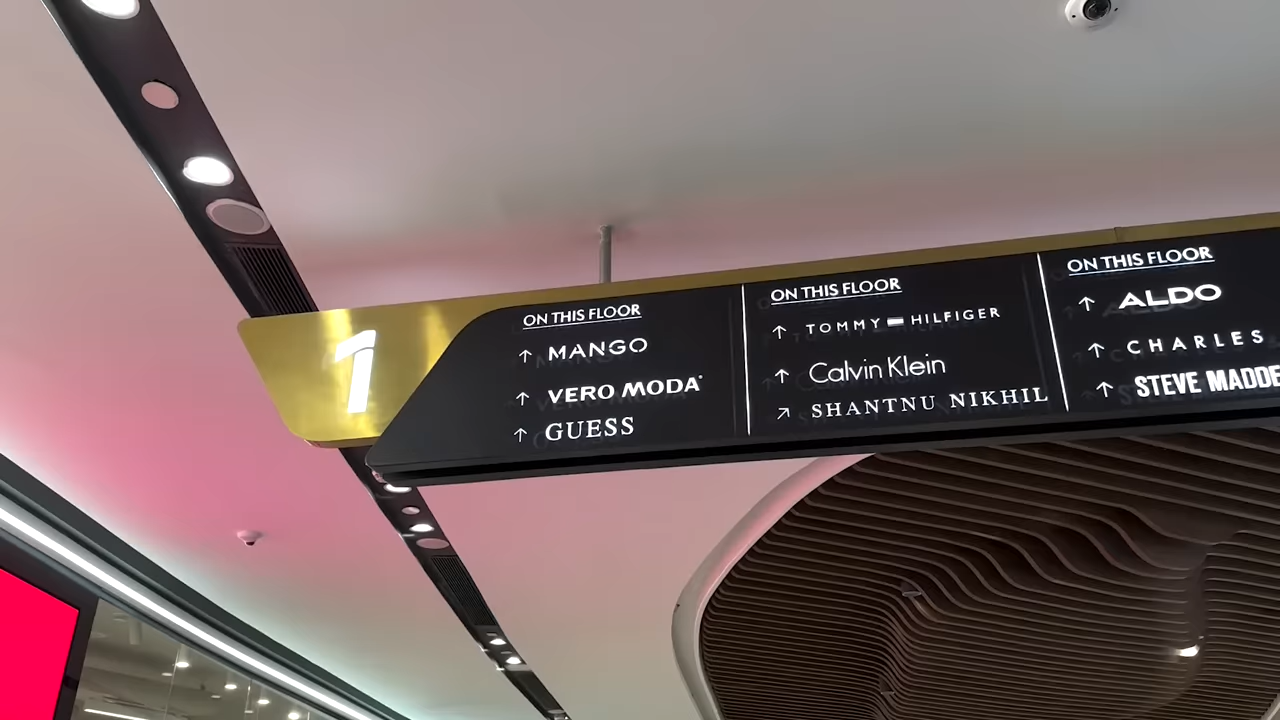 1
ON THIS FLOOR
↑ MANGO
↑ VERO MODA
↑ GUESS
ON THIS FLOOR
↑ TOMMY HILFIGER
↑ Calvin Klein
↗ SHANTNU NIKHIL
ON THIS FLOOR
↑ ALDO
↑ CHARLES
↑ STEVE MADDE